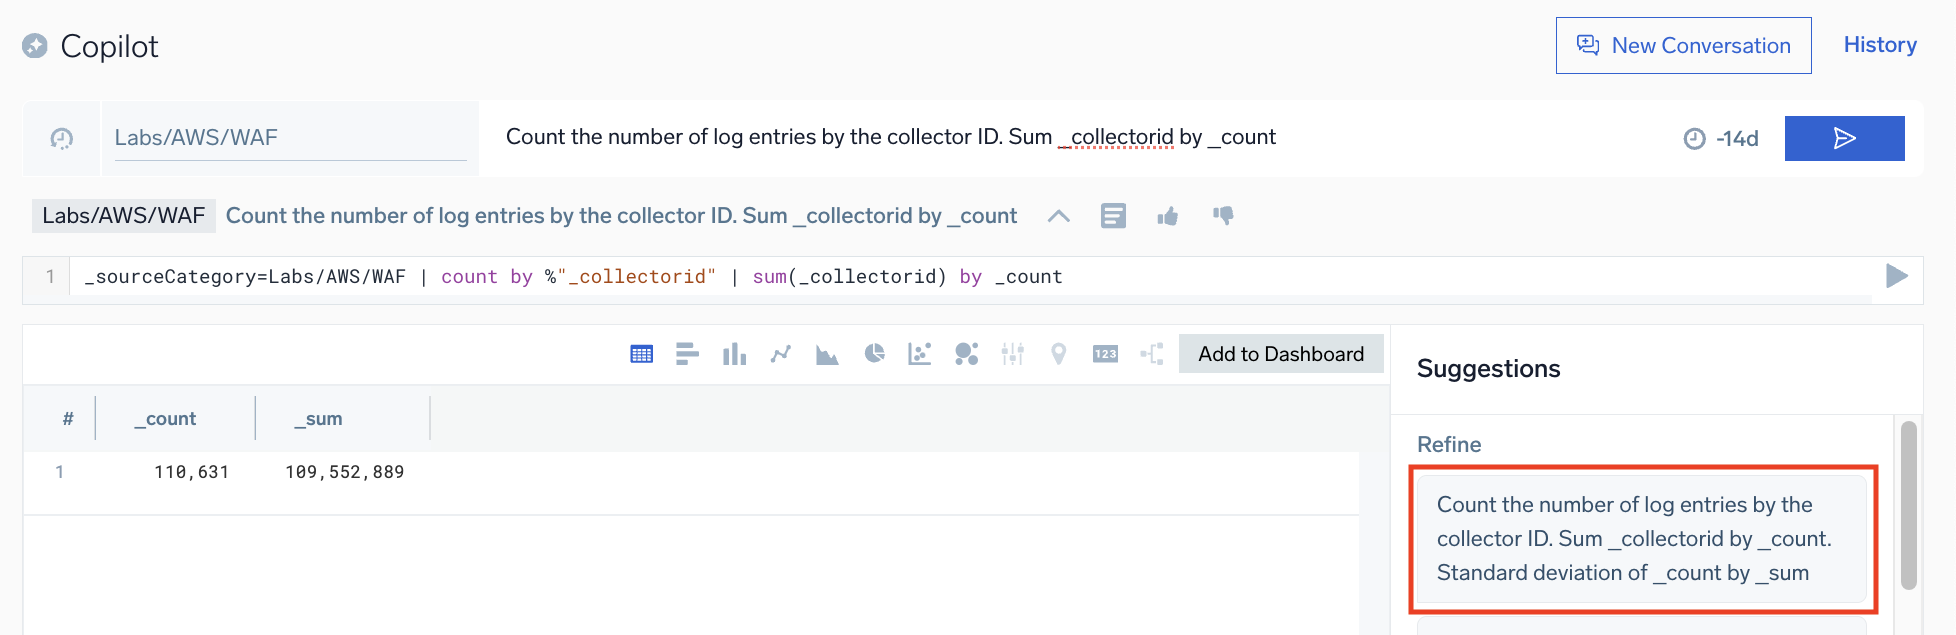 Copilot
New Conversation
History
Labs/AWS/WAF
Count the number of log entries by the collector ID. Sum _collectorid by _count
-14d
Labs/AWS/WAF Count the number of log entries by the collector ID. Sum _collectorid by _count
1 _sourceCategory=Labs/AWS/WAF | count by %"_collectorid" | sum(_collectorid) by _count
123
Add to Dashboard
# _count _sum
1 110,631 109,552,889
Suggestions
Refine
Count the number of log entries by the
collector ID. Sum _collectorid by _count.
Standard deviation of _count by _sum